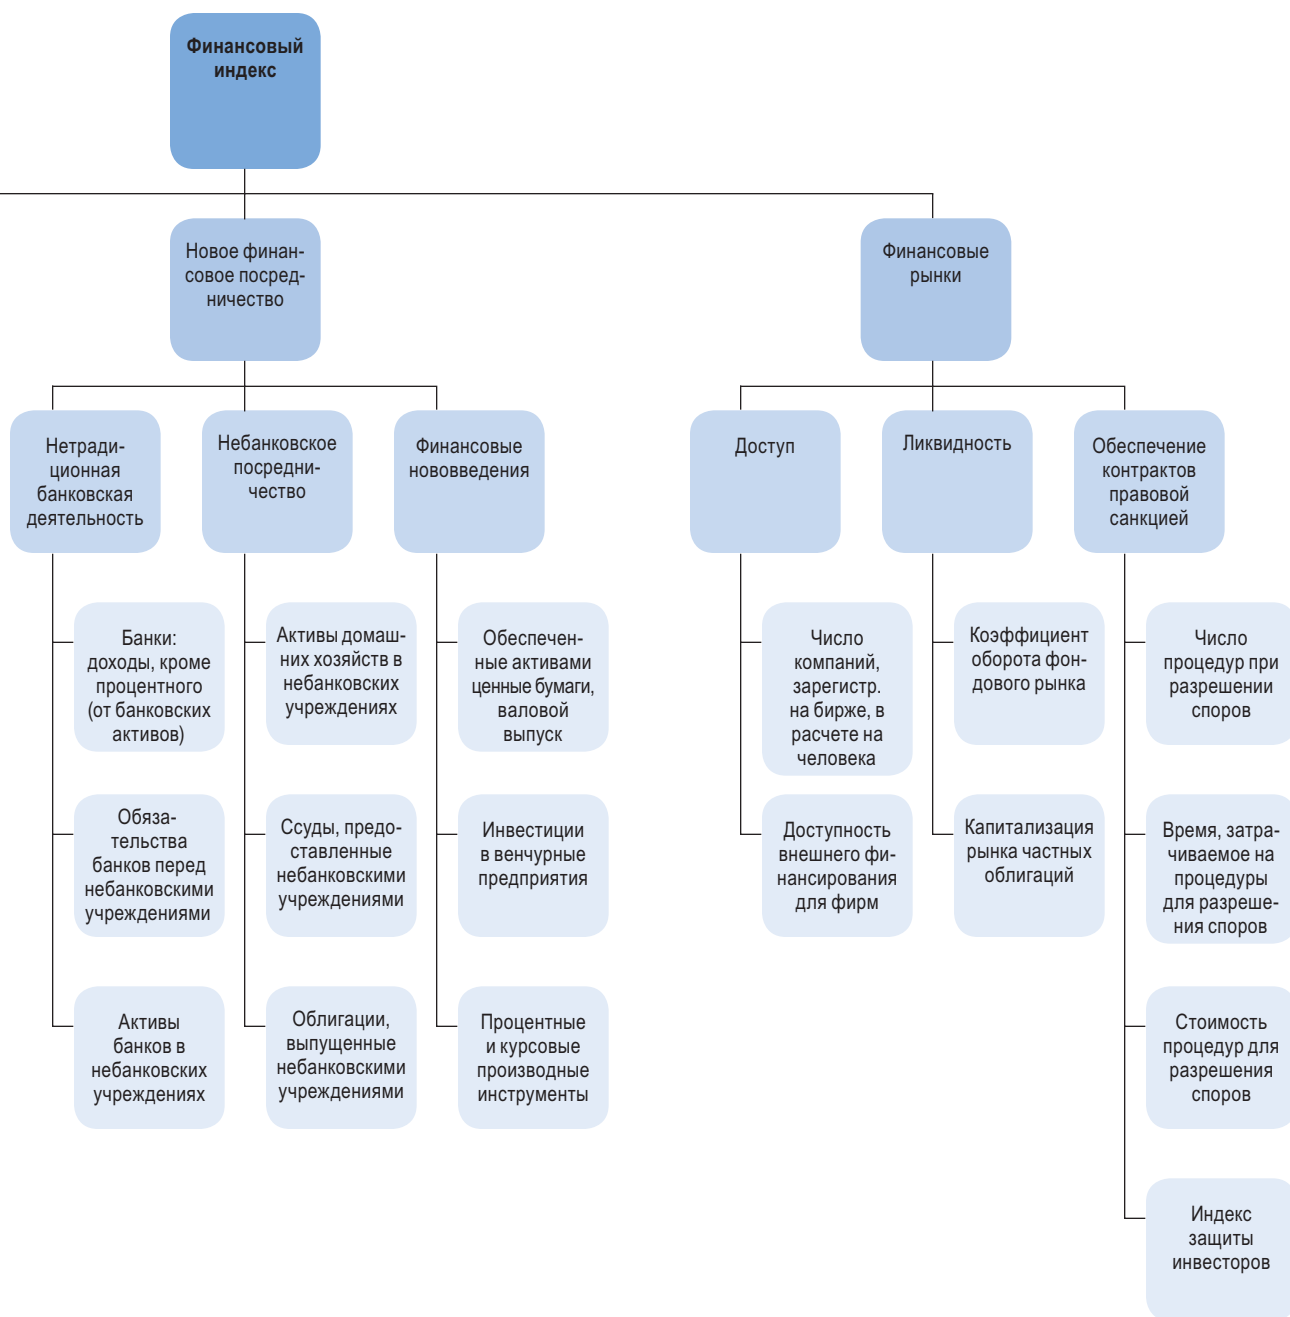 Финансовый
индекс
Новое финан-
совое посред-
ничество
Финансовые
рынки
Нетради-
ционная
банковская
деятельность
Небанковское
посредни-
чество
Финансовые
нововведения
Доступ
Ликвидность
Обеспечение
контрактов
правовой
санкцией
Банки:
доходы, кроме
процентного
(от банковских
активов)
Активы домаш-
них хозяйств в
небанковских
учреждениях
Обеспечен-
ные активами
ценные бумаги,
валовой
выпуск
Число
компаний,
зарегистр.
на бирже, в
расчете на
человека
Коэффициент
оборота фон-
дового рынка
Число
процедур при
разрешении
споров
Обяза-
тельства
банков перед
небанковскими
учреждениями
Ссуды, предо-
ставленные
небанковскими
учреждениями
Инвестиции
в венчурные
предприятия
Доступность
внешнего фи-
нансирования
для фирм
Капитализация
рынка частных
облигаций
Время, затра-
чиваемое на
процедуры
для разреше-
ния споров
Активы
банков в
небанковских
учреждениях
Облигации,
выпущенные
небанковскими
учреждениями
Процентные
и курсовые
производные
инструменты
Стоимость
процедур для
разрешения
споров
Индекс
защиты
инвесторов